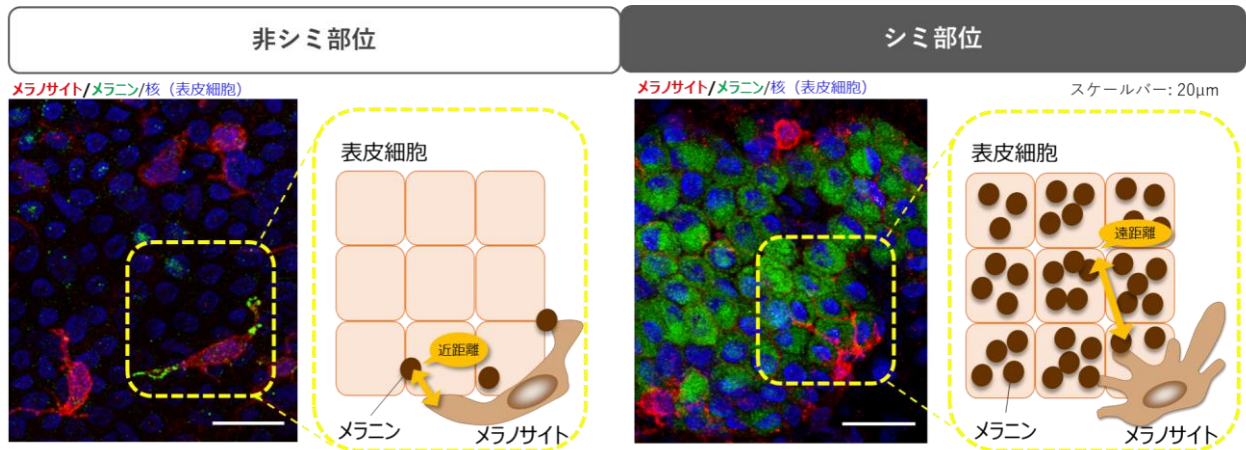 非シミ部位
メラノサイト/メラニン/核（表皮細胞）
表皮細胞
近距離
メラニン
メラノサイト
シミ部位
メラノサイト/メラニン/核（表皮細胞）
スケールバー: 20μm
表皮細胞
遠距離
メラニン
メラノサイト